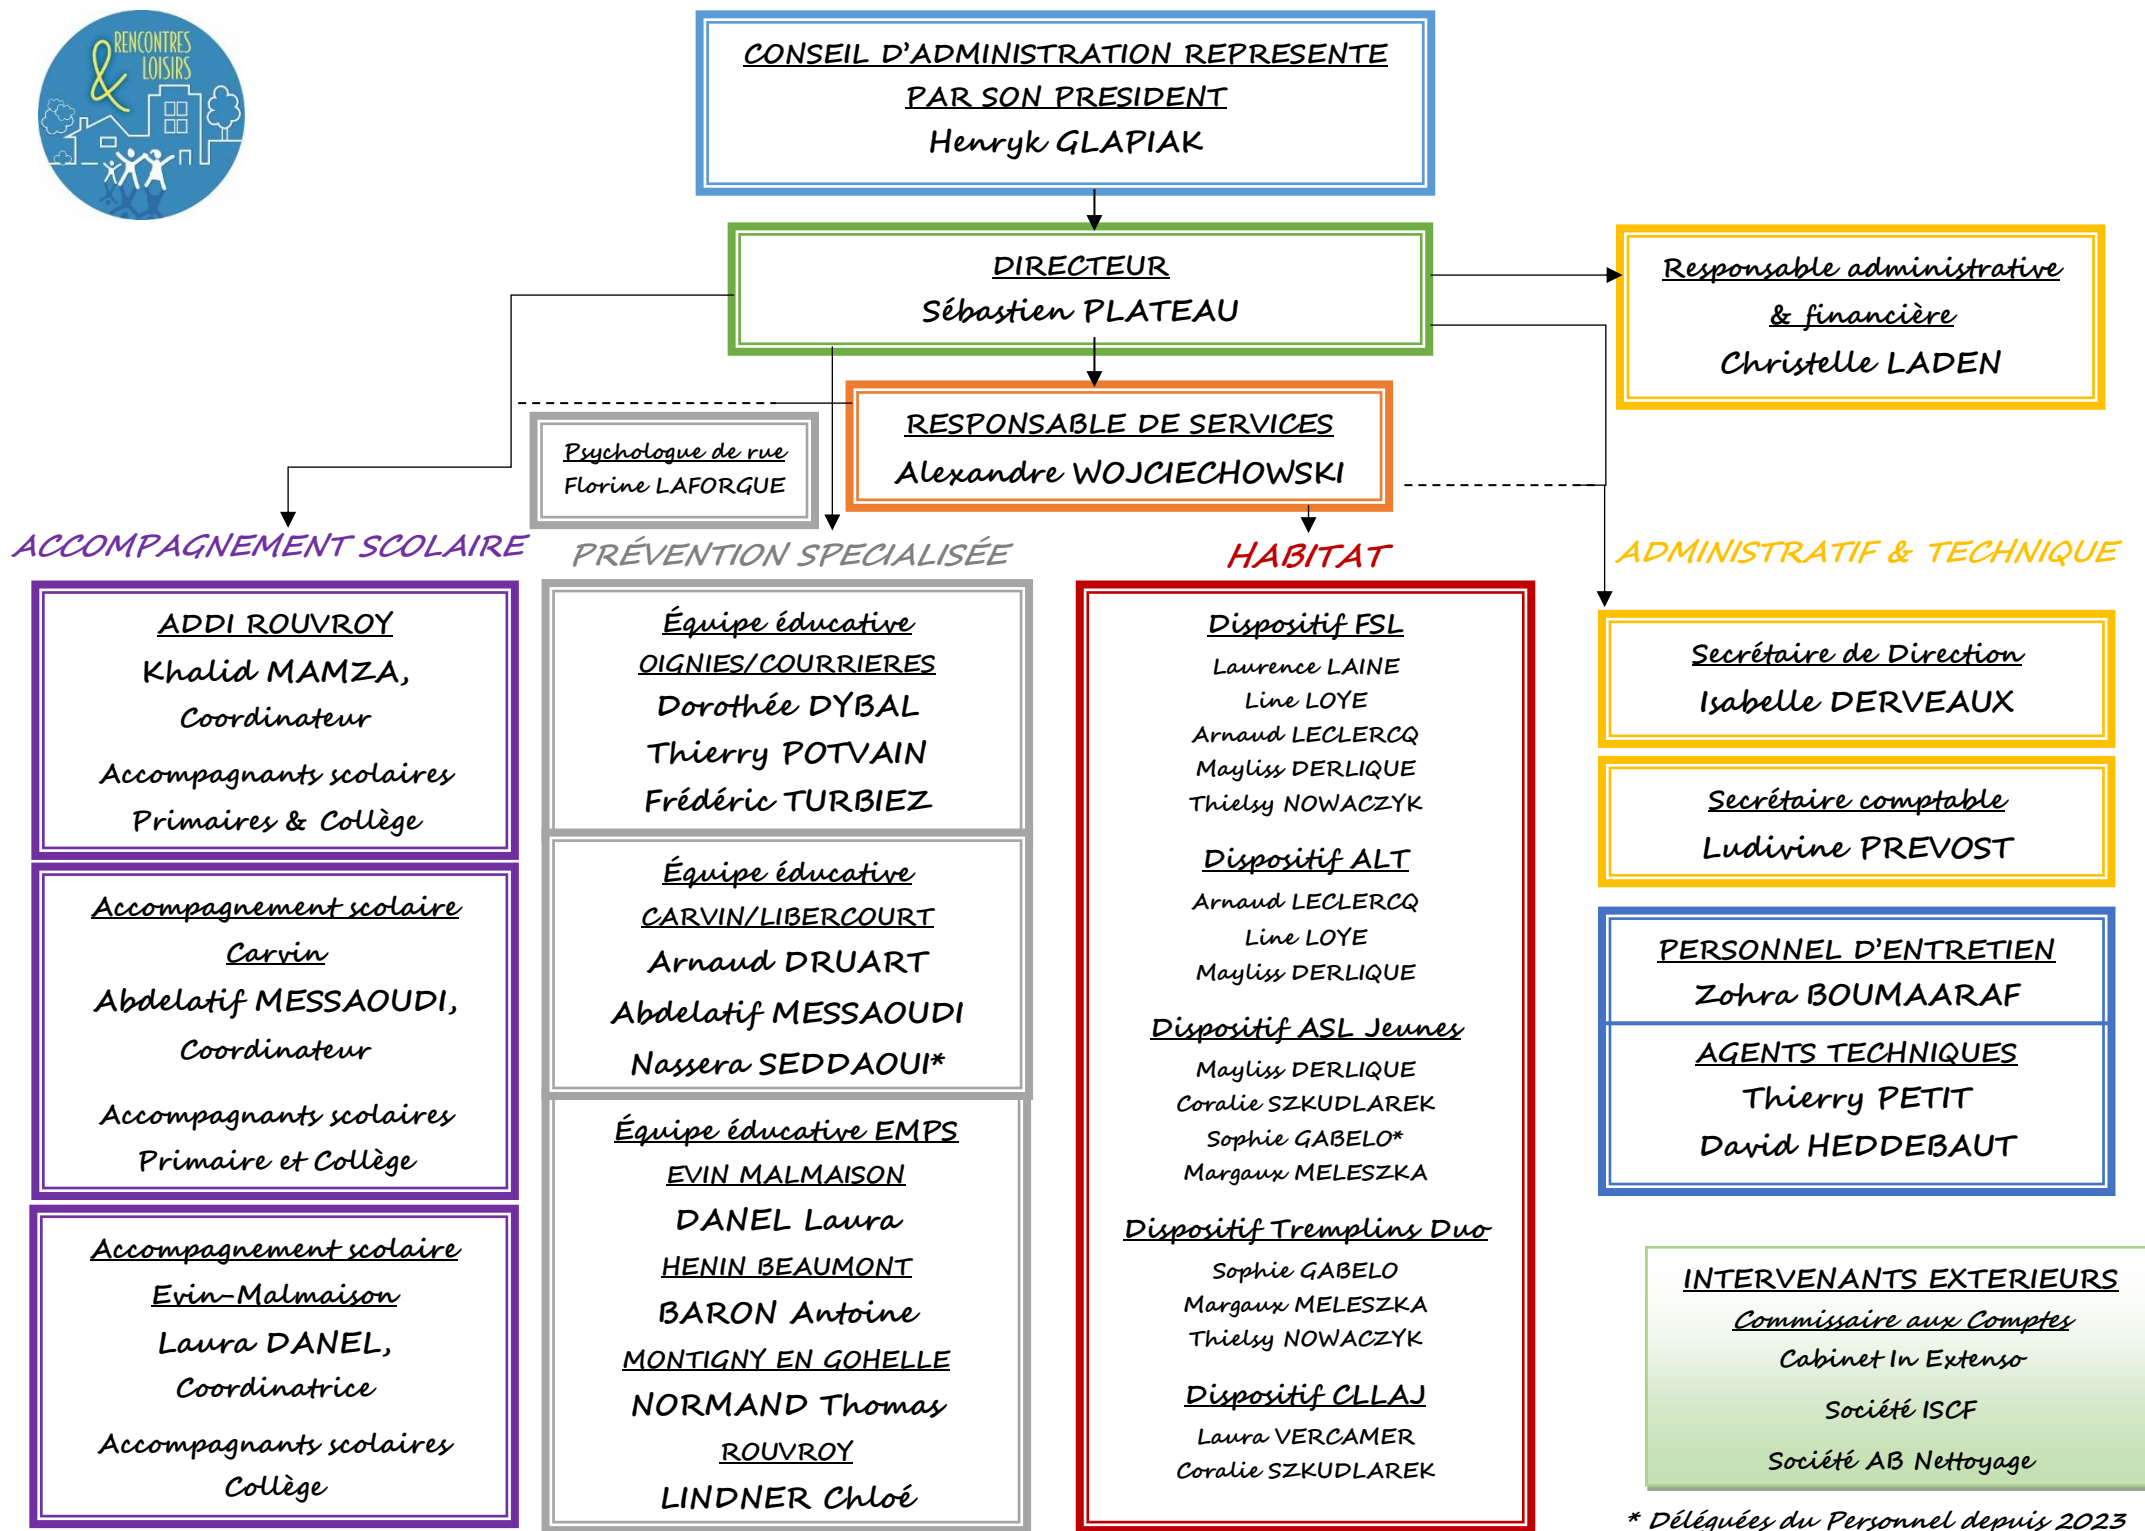 & RENCONTRES
LOISIRS
CONSEIL D'ADMINISTRATION REPRESENTE
PAR SON PRESIDENT
Henryk GLAPIAK
DIRECTEUR
Sébastien PLATEAU
Responsable administrative
& financière
Christelle LADEN
RESPONSABLE DE SERVICES
Alexandre WOJCIECHOWSKI
Psychologue de rue
Florine LAFORGUE
ACCOMPAGNEMENT SCOLAIRE
ADDI ROUVROY
Khalid MAMZA,
Coordinateur
Accompagnants scolaires
Primaires & Collège
Accompagnement scolaire
Carvin
Abdelatif MESSAOUDI,
Coordinateur
Accompagnants scolaires
Primaire et Collège
Accompagnement scolaire
Evin-Malmaison
Laura DANEL,
Coordinatrice
Accompagnants scolaires
Collège
PRÉVENTION SPECIALISÉE
Équipe éducative
OIGNIES/COURRIERES
Dorothée DYBAL
Thierry POTVAIN
Frédéric TURBIEZ
Équipe éducative
CARVIN/LIBERCOURT
Arnaud DRUART
Abdelatif MESSAOUDI
Nassera SEDDAOUI*
Équipe éducative EMPS
EVIN MALMAISON
DANEL Laura
HENIN BEAUMONT
BARON Antoine
MONTIGNY EN GOHELLE
NORMAND Thomas
ROUVROY
LINDNER Chloé
HABITAT
Dispositif FSL
Laurence LAINE
Line LOYE
Arnaud LECLERCQ
Mayliss DERLIQUE
Thielsy NOWACZYK
Dispositif ALT
Arnaud LECLERCQ
Line LOYE
Mayliss DERLIQUE
Dispositif ASL Jeunes
Mayliss DERLIQUE
Coralie SZKUDLAREK
Sophie GABELO*
Margaux MELESZKA
Dispositif Tremplins Duo
Sophie GABELO
Margaux MELESZKA
Thielsy NOWACZYK
Dispositif CLLAJ
Laura VERCAMER
Coralie SZKUDLAREK
ADMINISTRATIF & TECHNIQUE
Secrétaire de Direction
Isabelle DERVEAUX
Secrétaire comptable
Ludivine PREVOST
PERSONNEL D'ENTRETIEN
Zohra BOUMAARAF
AGENTS TECHNIQUES
Thierry PETIT
David HEDDEBAUT
INTERVENANTS EXTERIEURS
Commissaire aux Comptes
Cabinet In Extenso
Société ISCF
Société AB Nettoyage
* Déléguées du Personnel depuis 2023